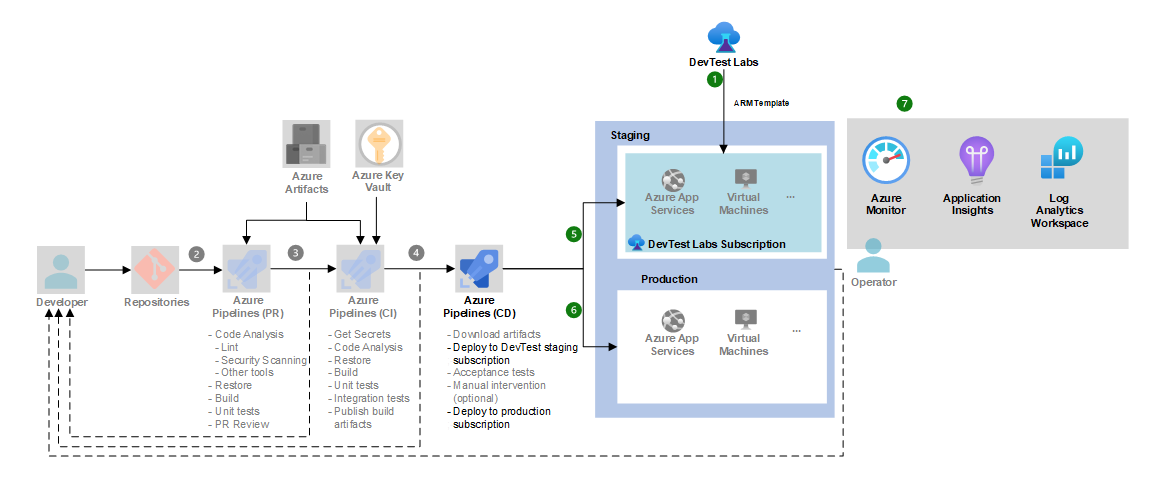 DevTest Labs
1
ARM Template
7
Staging
Azure
Artifacts
Azure Key
Vault
Azure App
Services
Virtual
Machines
...
DevTest Labs Subscription
Azure
Monitor
Application
Insights
Log
Analytics
Workspace
5
2
3
4
Developer
Repositories
Azure
Pipelines (PR)
Azure
Pipelines (CI)
Azure
Pipelines (CD)
Operator
Production
6
Azure App
Services
Virtual
Machines
...
- Code Analysis
- Lint
- Security Scanning
- Other tools
- Restore
- Build
- Unit tests
- PR Review
- Get Secrets
- Code Analysis
- Restore
- Build
- Unit tests
- Integration tests
- Publish build
artifacts
- Download artifacts
- Deploy to DevTest staging
subscription
- Acceptance tests
- Manual intervention
(optional)
- Deploy to production
subscription